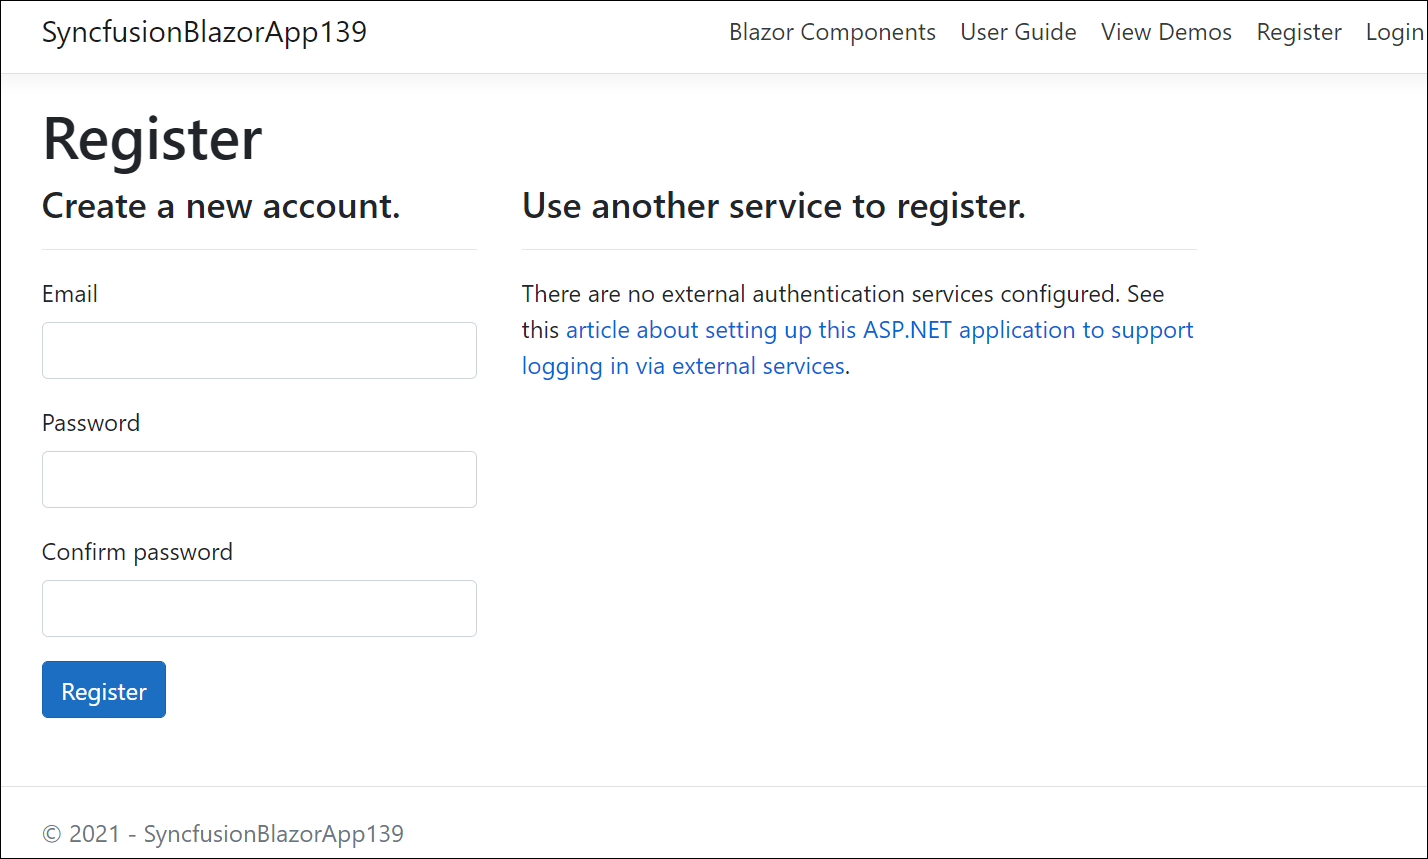 SyncfusionBlazorApp139
Blazor Components User Guide View Demos Register Login
Register
Create a new account.
Email
Password
Confirm password
Register
Use another service to register.
There are no external authentication services configured. See
this article about setting up this ASP.NET application to support
logging in via external services.
© 2021 - SyncfusionBlazorApp139